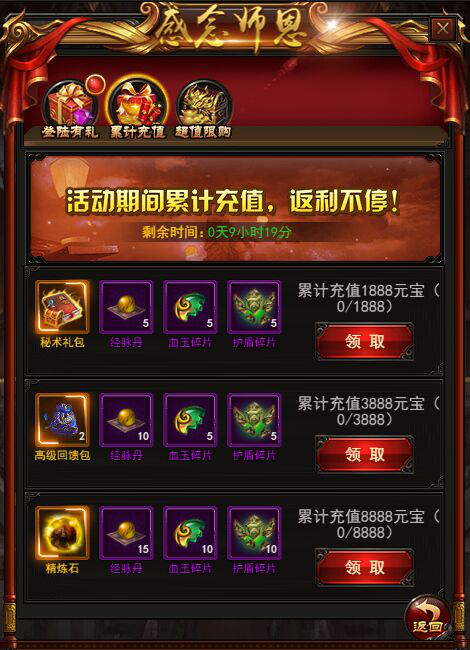 感念师恩
登陆有礼 累计充值 超值限购
活动期间累计充值，返利不停！
剩余时间：0天9小时19分
累计充值1888元宝（
0/1888）
5 5 5
领取
秘术礼包 经脉丹 血玉碎片 护盾碎片
累计充值3888元宝（
0/3888）
2 10 5 5
领取
高级回馈包 经脉丹 血玉碎片 护盾碎片
累计充值8888元宝（
0/8888）
15 10 10
领取
精炼石 经脉丹 血玉碎片 护盾碎片
返回